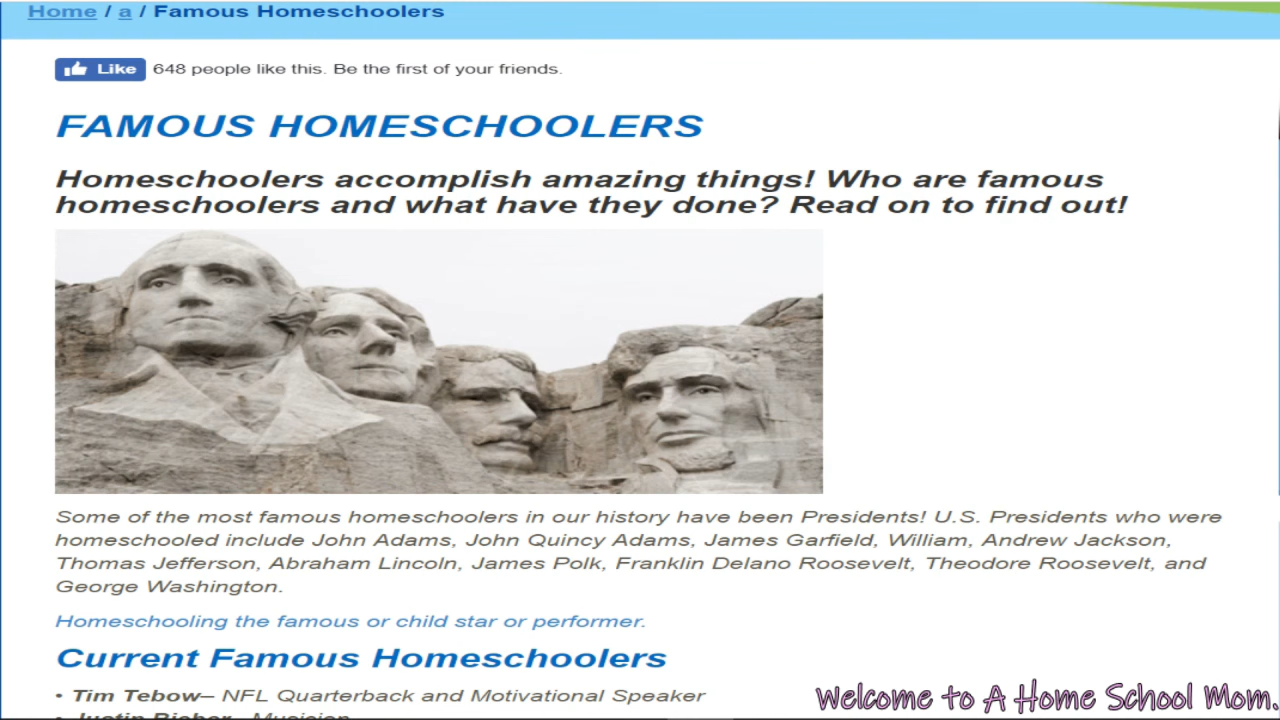 Home / a / Famous Homeschoolers
Like 648 people like this. Be the first of your friends.
FAMOUS HOMESCHOOLERS
Homeschoolers accomplish amazing things! Who are famous
homeschoolers and what have they done? Read on to find out!
Some of the most famous homeschoolers in our history have been Presidents! U.S. Presidents who were
homeschooled include John Adams, John Quincy Adams, James Garfield, William, Andrew Jackson,
Thomas Jefferson, Abraham Lincoln, James Polk, Franklin Delano Roosevelt, Theodore Roosevelt, and
George Washington.
Homeschooling the famous or child star or performer.
Current Famous Homeschoolers
• Tim Tebow– NFL Quarterback and Motivational Speaker
• Justin Bieber– Musician
Welcome to A Home School Mom.